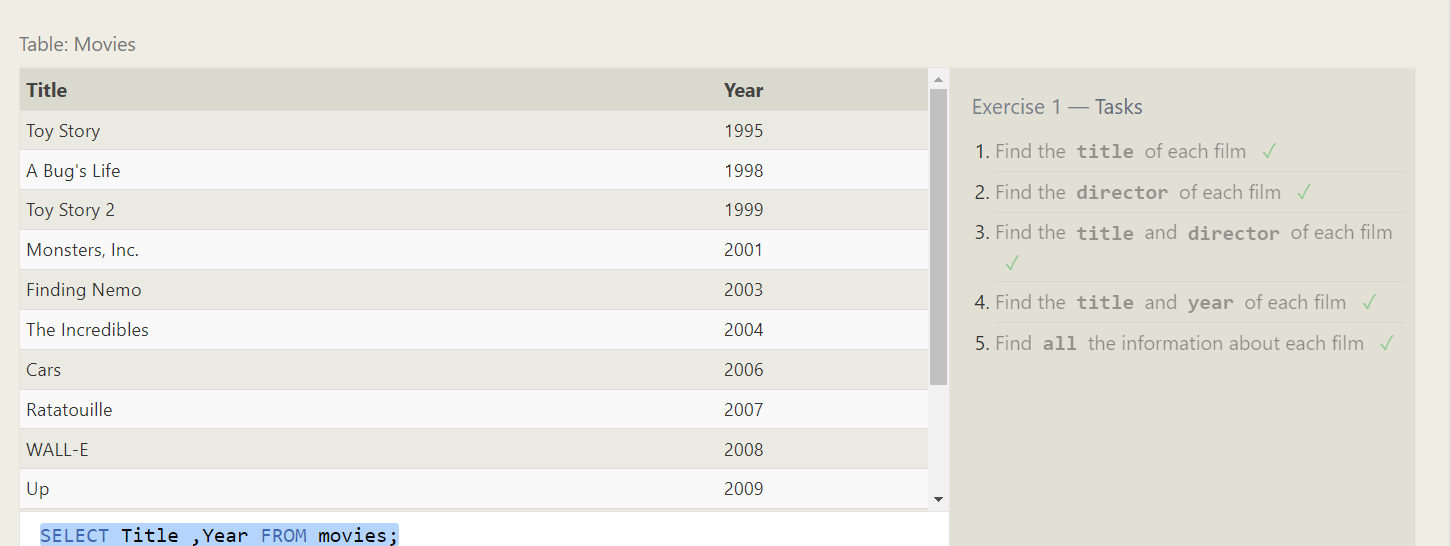 Table: Movies
Title Year
Toy Story 1995
A Bug's Life 1998
Toy Story 2 1999
Monsters, Inc. 2001
Finding Nemo 2003
The Incredibles 2004
Cars 2006
Ratatouille 2007
WALL-E 2008
Up 2009
SELECT Title ,Year FROM movies;
Exercise 1 — Tasks
1. Find the title of each film ✓
2. Find the director of each film ✓
3. Find the title and director of each film
✓
4. Find the title and year of each film ✓
5. Find all the information about each film ✓